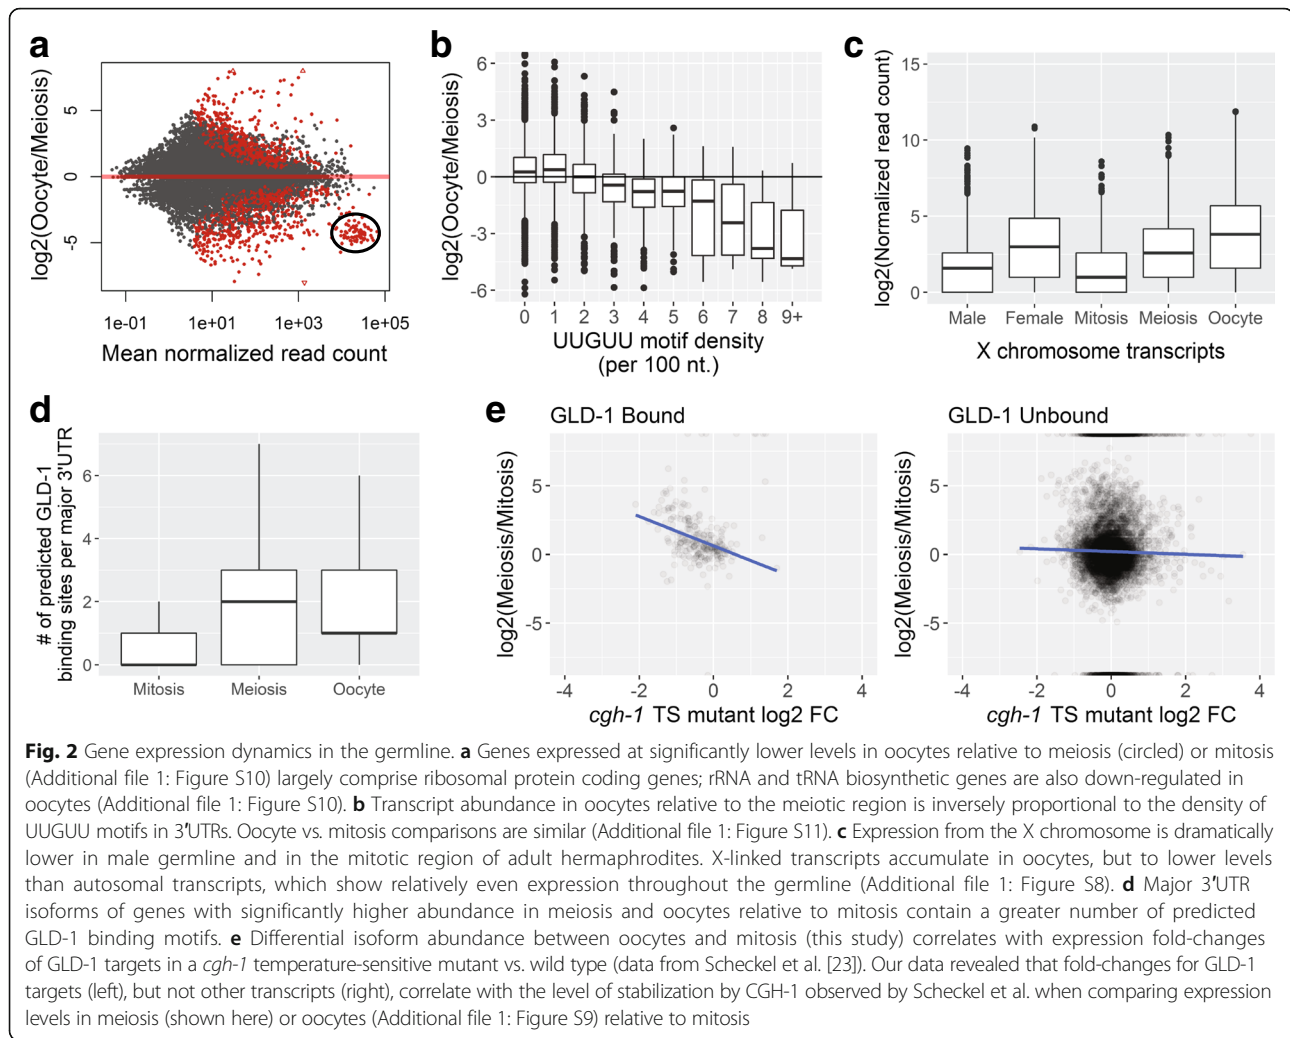 a
log2(Oocyte/Meiosis)
5
0
-5
1e-01 1e+01 1e+03 1e+05
Mean normalized read count
b
log2(Oocyte/Meiosis)
6
3
0
-3
-6
0 1 2 3 4 5 6 7 8 9+
UUGUU motif density
(per 100 nt.)
c
log2(Normalized read count)
15
10
5
0
Male Female Mitosis Meiosis Oocyte
X chromosome transcripts
d
# of predicted GLD-1
binding sites per major 3'UTR
6
4
2
0
Mitosis Meiosis Oocyte
e
GLD-1 Bound
log2(Meiosis/Mitosis)
5
0
-5
-4 -2 0 2 4
cgh-1 TS mutant log2 FC
GLD-1 Unbound
log2(Meiosis/Mitosis)
5
0
-5
-4 -2 0 2 4
cgh-1 TS mutant log2 FC
Fig. 2 Gene expression dynamics in the germline. a Genes expressed at significantly lower levels in oocytes relative to meiosis (circled) or mitosis
(Additional file 1: Figure S10) largely comprise ribosomal protein coding genes; rRNA and tRNA biosynthetic genes are also down-regulated in
oocytes (Additional file 1: Figure S10). b Transcript abundance in oocytes relative to the meiotic region is inversely proportional to the density of
UUGUU motifs in 3'UTRs. Oocyte vs. mitosis comparisons are similar (Additional file 1: Figure S11). c Expression from the X chromosome is dramatically
lower in male germline and in the mitotic region of adult hermaphrodites. X-linked transcripts accumulate in oocytes, but to lower levels
than autosomal transcripts, which show relatively even expression throughout the germline (Additional file 1: Figure S8). d Major 3'UTR
isoforms of genes with significantly higher abundance in meiosis and oocytes relative to mitosis contain a greater number of predicted
GLD-1 binding motifs. e Differential isoform abundance between oocytes and mitosis (this study) correlates with expression fold-changes
of GLD-1 targets in a cgh-1 temperature-sensitive mutant vs. wild type (data from Scheckel et al. [23]). Our data revealed that fold-changes for GLD-1
targets (left), but not other transcripts (right), correlate with the level of stabilization by CGH-1 observed by Scheckel et al. when comparing expression
levels in meiosis (shown here) or oocytes (Additional file 1: Figure S9) relative to mitosis